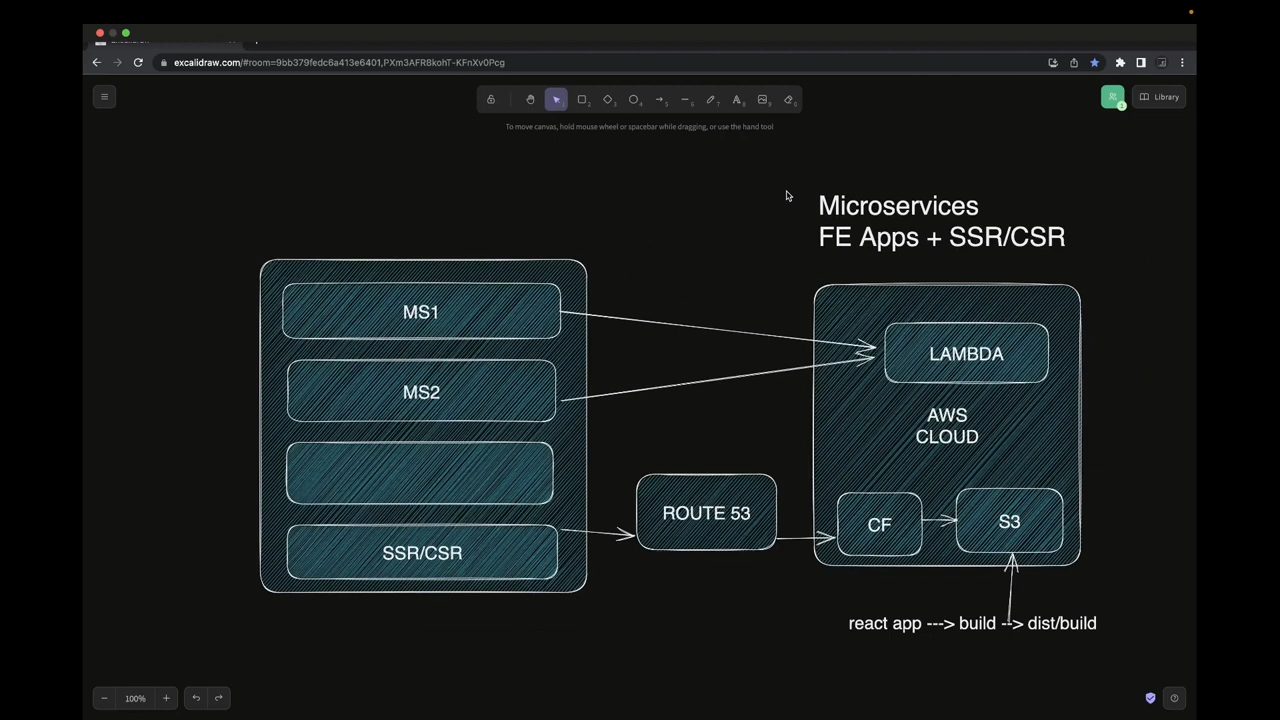 excalidraw.com/#room=9bb379fedc6a413e6401,PXm3AFR8kohT-KFnXv0Pcg
Library
To move canvas, hold mouse wheel or spacebar while dragging, or use the hand tool
Microservices
FE Apps + SSR/CSR
MS1
MS2
SSR/CSR
ROUTE 53
LAMBDA
AWS
CLOUD
CF
S3
react app ---> build --> dist/build
100%